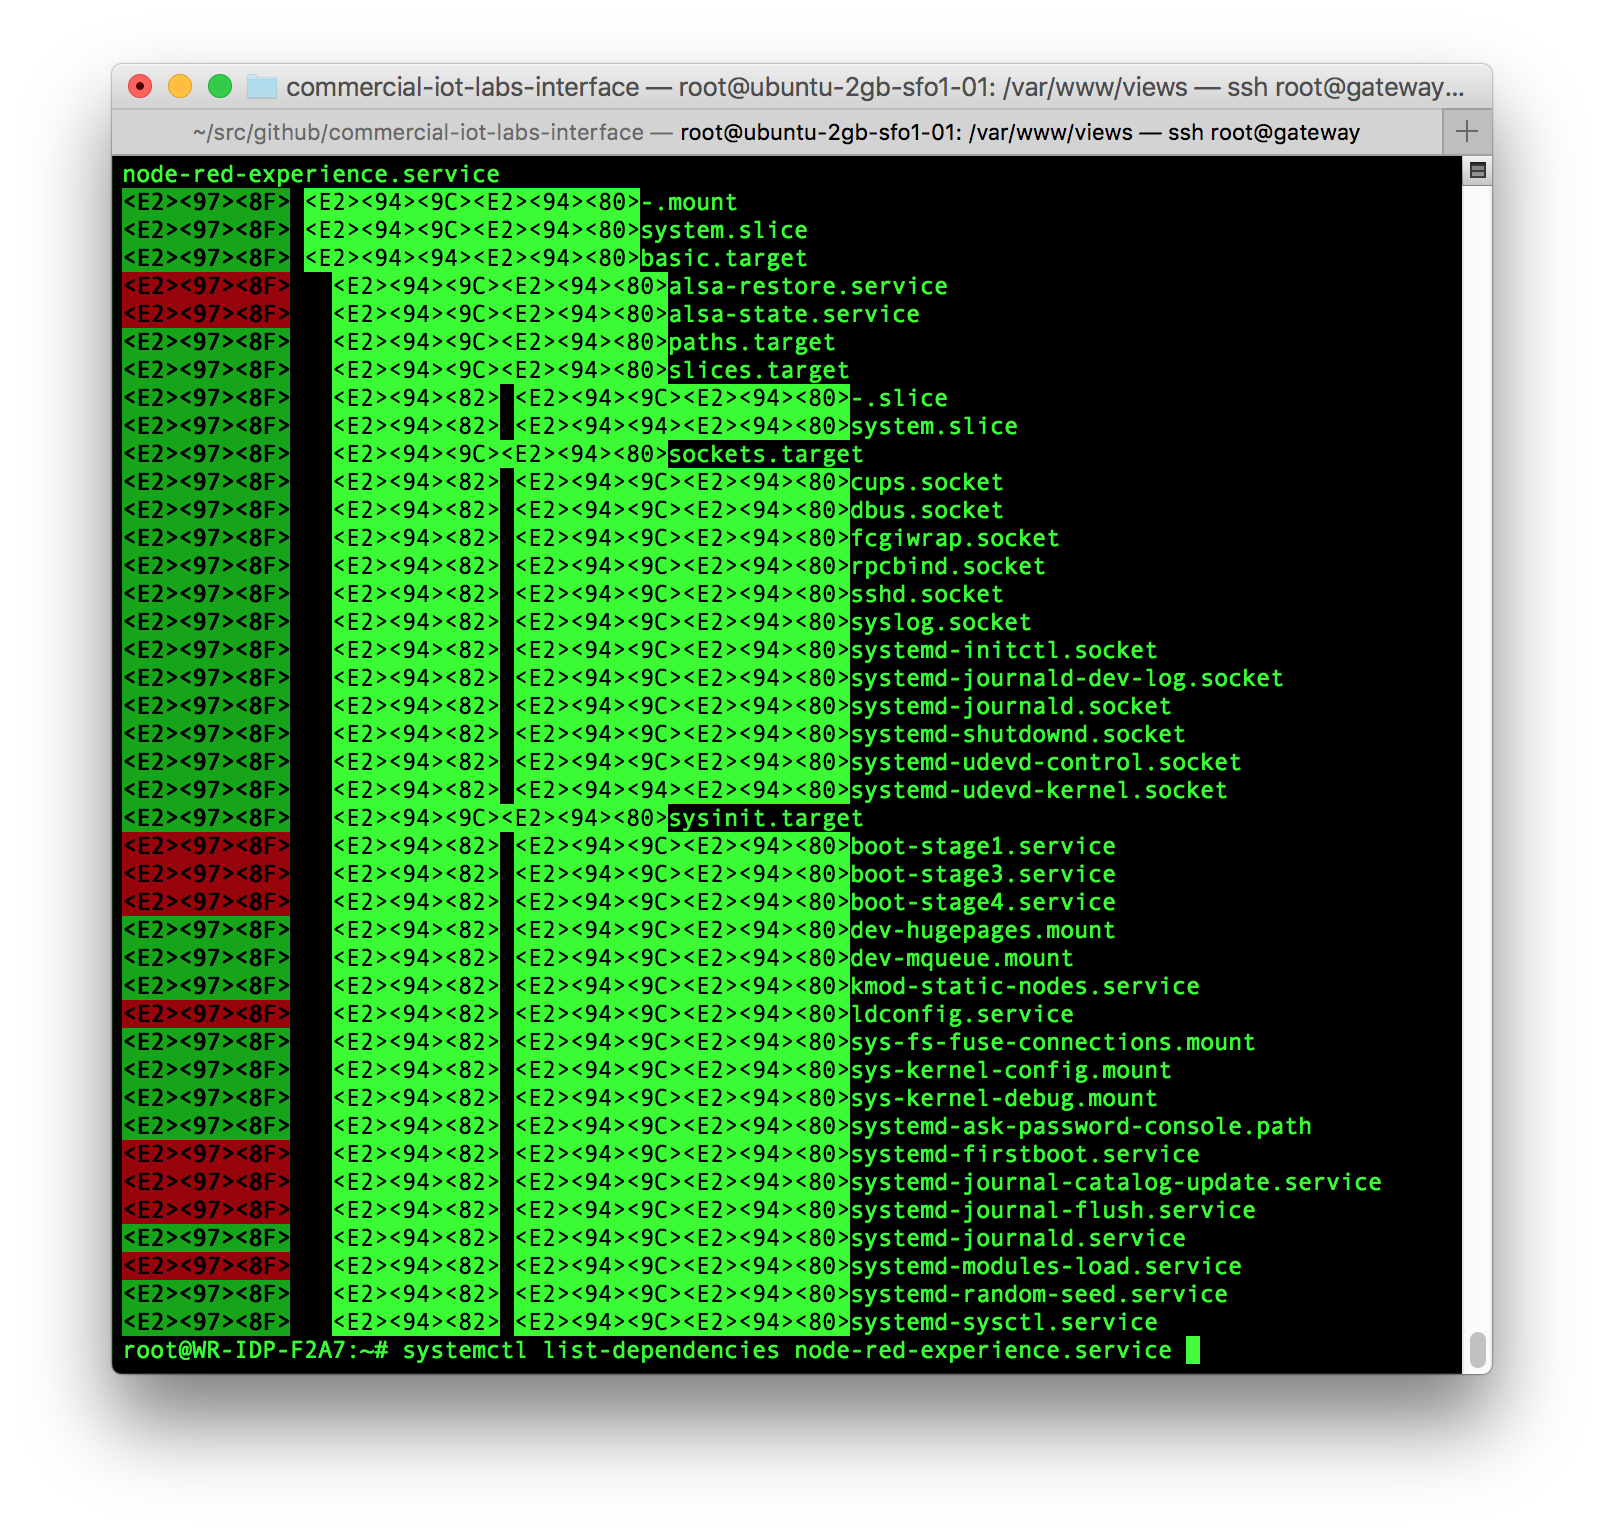 commercial-iot-labs-interface — root@ubuntu-2gb-sfo1-01: /var/www/views — ssh root@gateway...
~/src/github/commercial-iot-labs-interface — root@ubuntu-2gb-sfo1-01: /var/www/views — ssh root@gateway
node-red-experience.service
<E2><97><8F> <E2><94><9C><E2><94><80>-.mount
<E2><97><8F> <E2><94><9C><E2><94><80>system.slice
<E2><97><8F> <E2><94><94><E2><94><80>basic.target
<E2><97><8F>   <E2><94><9C><E2><94><80>alsa-restore.service
<E2><97><8F>   <E2><94><9C><E2><94><80>alsa-state.service
<E2><97><8F>   <E2><94><9C><E2><94><80>paths.target
<E2><97><8F>   <E2><94><9C><E2><94><80>slices.target
<E2><97><8F>   <E2><94><82> <E2><94><9C><E2><94><80>-.slice
<E2><97><8F>   <E2><94><82> <E2><94><94><E2><94><80>system.slice
<E2><97><8F>   <E2><94><9C><E2><94><80>sockets.target
<E2><97><8F>   <E2><94><82> <E2><94><9C><E2><94><80>cups.socket
<E2><97><8F>   <E2><94><82> <E2><94><9C><E2><94><80>dbus.socket
<E2><97><8F>   <E2><94><82> <E2><94><9C><E2><94><80>fcgiwrap.socket
<E2><97><8F>   <E2><94><82> <E2><94><9C><E2><94><80>rpcbind.socket
<E2><97><8F>   <E2><94><82> <E2><94><9C><E2><94><80>sshd.socket
<E2><97><8F>   <E2><94><82> <E2><94><9C><E2><94><80>syslog.socket
<E2><97><8F>   <E2><94><82> <E2><94><9C><E2><94><80>systemd-initctl.socket
<E2><97><8F>   <E2><94><82> <E2><94><9C><E2><94><80>systemd-journald-dev-log.socket
<E2><97><8F>   <E2><94><82> <E2><94><9C><E2><94><80>systemd-journald.socket
<E2><97><8F>   <E2><94><82> <E2><94><9C><E2><94><80>systemd-shutdownd.socket
<E2><97><8F>   <E2><94><82> <E2><94><9C><E2><94><80>systemd-udevd-control.socket
<E2><97><8F>   <E2><94><82> <E2><94><94><E2><94><80>systemd-udevd-kernel.socket
<E2><97><8F>   <E2><94><9C><E2><94><80>sysinit.target
<E2><97><8F>   <E2><94><82> <E2><94><9C><E2><94><80>boot-stage1.service
<E2><97><8F>   <E2><94><82> <E2><94><9C><E2><94><80>boot-stage3.service
<E2><97><8F>   <E2><94><82> <E2><94><9C><E2><94><80>boot-stage4.service
<E2><97><8F>   <E2><94><82> <E2><94><9C><E2><94><80>dev-hugepages.mount
<E2><97><8F>   <E2><94><82> <E2><94><9C><E2><94><80>dev-mqueue.mount
<E2><97><8F>   <E2><94><82> <E2><94><9C><E2><94><80>kmod-static-nodes.service
<E2><97><8F>   <E2><94><82> <E2><94><9C><E2><94><80>ldconfig.service
<E2><97><8F>   <E2><94><82> <E2><94><9C><E2><94><80>sys-fs-fuse-connections.mount
<E2><97><8F>   <E2><94><82> <E2><94><9C><E2><94><80>sys-kernel-config.mount
<E2><97><8F>   <E2><94><82> <E2><94><9C><E2><94><80>sys-kernel-debug.mount
<E2><97><8F>   <E2><94><82> <E2><94><9C><E2><94><80>systemd-ask-password-console.path
<E2><97><8F>   <E2><94><82> <E2><94><9C><E2><94><80>systemd-firstboot.service
<E2><97><8F>   <E2><94><82> <E2><94><9C><E2><94><80>systemd-journal-catalog-update.service
<E2><97><8F>   <E2><94><82> <E2><94><9C><E2><94><80>systemd-journal-flush.service
<E2><97><8F>   <E2><94><82> <E2><94><9C><E2><94><80>systemd-journald.service
<E2><97><8F>   <E2><94><82> <E2><94><9C><E2><94><80>systemd-modules-load.service
<E2><97><8F>   <E2><94><82> <E2><94><9C><E2><94><80>systemd-random-seed.service
<E2><97><8F>   <E2><94><82> <E2><94><9C><E2><94><80>systemd-sysctl.service
root@WR-IDP-F2A7:~# systemctl list-dependencies node-red-experience.service